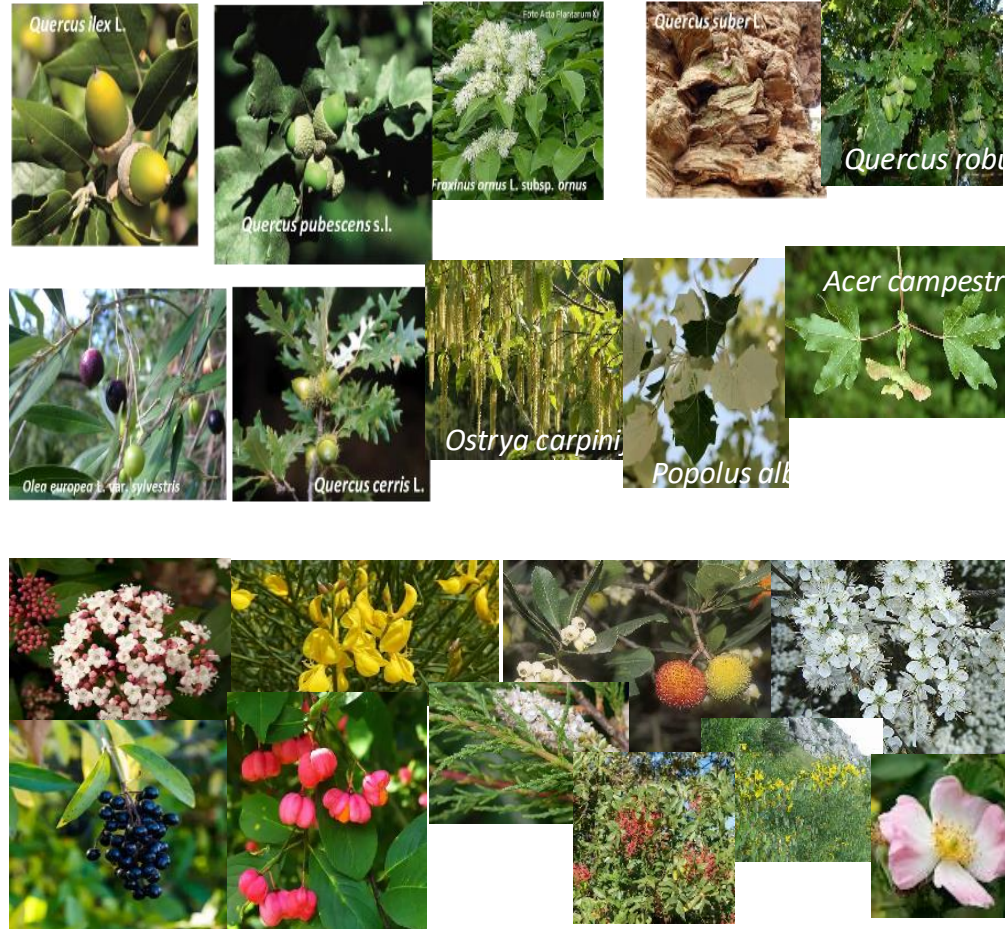 Quercus ilex L.
Quercus pubescens s.l.
Foto Acta Plantarum
Fraxinus ornus L. subsp. ornus
Quercus suber L.
Quercus robu
Olea europea L. var. sylvestris
Quercus cerris L.
Ostrya carpini
Popolus alb
Acer campestr